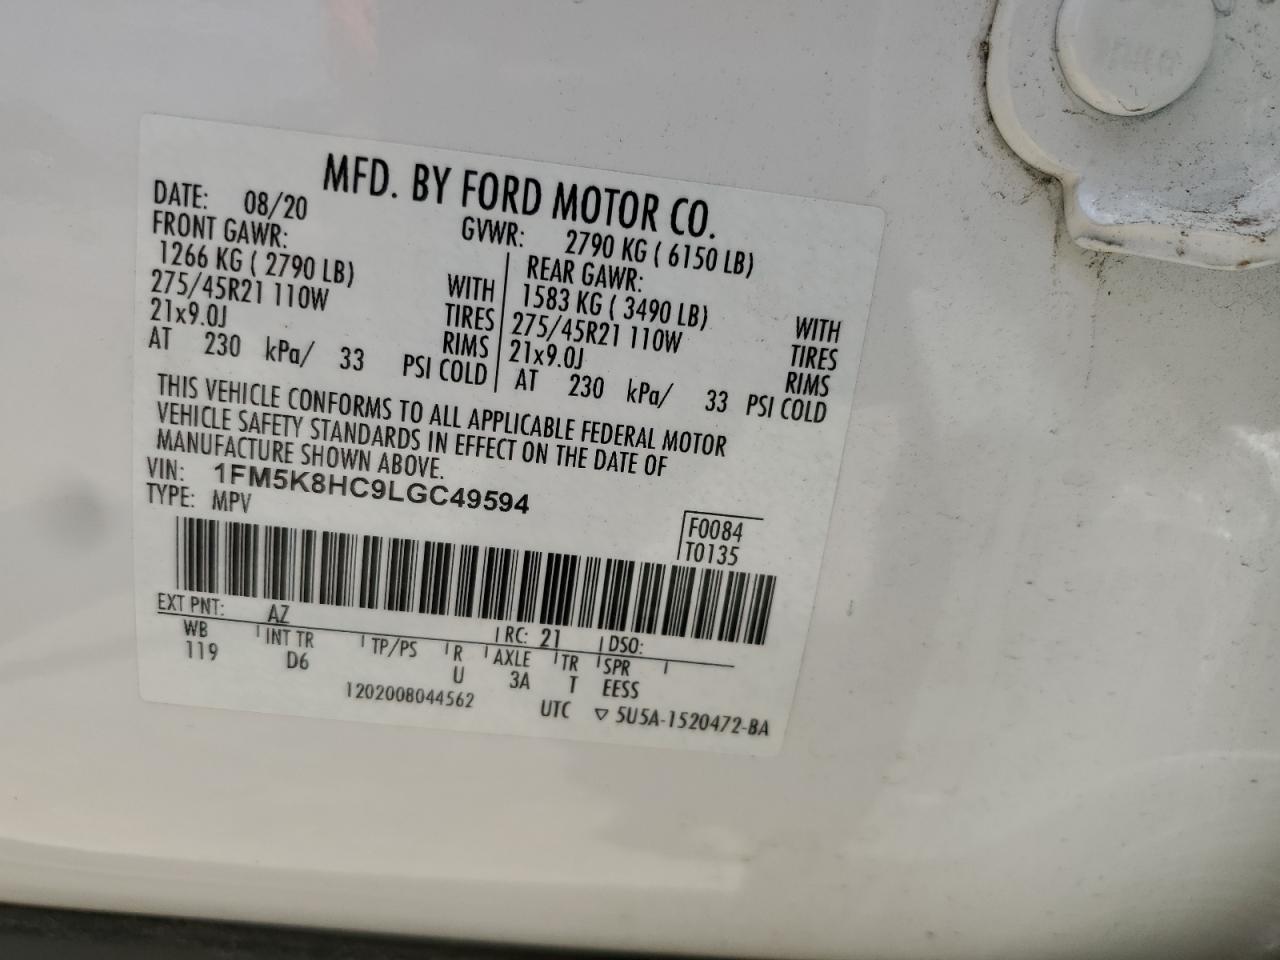 MFD. BY FORD MOTOR CO.
DATE: 08/20 GVWR: 2790 KG ( 6150 LB)
FRONT GAWR: REAR GAWR:
1266 KG ( 2790 LB) WITH 1583 KG ( 3490 LB) WITH
275/45R21 110W TIRES 275/45R21 110W TIRES
21x9.0J RIMS 21x9.0J RIMS
AT 230 kPa/ 33 PSI COLD AT 230 kPa/ 33 PSI COLD
THIS VEHICLE CONFORMS TO ALL APPLICABLE FEDERAL MOTOR
VEHICLE SAFETY STANDARDS IN EFFECT ON THE DATE OF
MANUFACTURE SHOWN ABOVE.
VIN: 1FM5K8HC9LGC49594
TYPE: MPV
F0084
T0135
EXT PNT: AZ RC: 21 DSO:
WB INT TR TP/PS R AXLE TR SPR
119 D6 U 3A T EESS
1202008044562 UTC ▽ 5U5A-1520472-BA